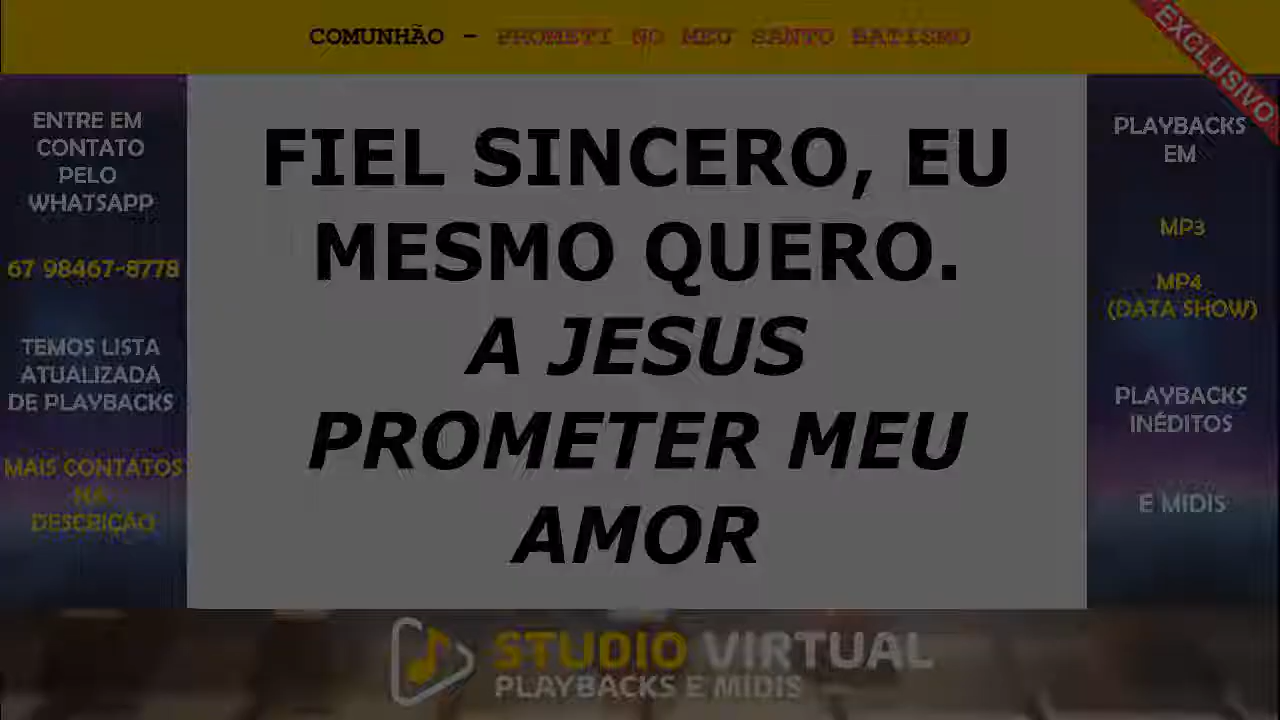 COMUNHÃO - PROMETI NO MEU SANTO BATISMO
EXCLUSIVO
ENTRE EM
CONTATO
PELO
WHATSAPP
67 98467-8778
TEMOS LISTA
ATUALIZADA
DE PLAYBACKS
MAIS CONTATOS
NA
DESCRIÇÃO
FIEL SINCERO, EU
MESMO QUERO.
A JESUS
PROMETER MEU
AMOR
PLAYBACKS
EM
MP3
MP4
(DATA SHOW)
PLAYBACKS
INÉDITOS
E MIDIS
STUDIO VIRTUAL
PLAYBACKS E MÍDIS